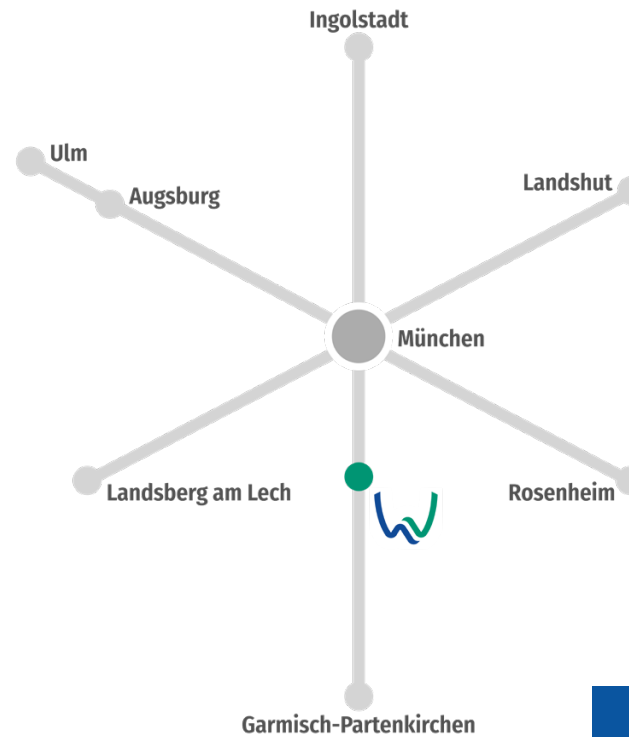 Ingolstadt
Ulm
Augsburg
Landshut
München
Landsberg am Lech
Rosenheim
Garmisch-Partenkirchen